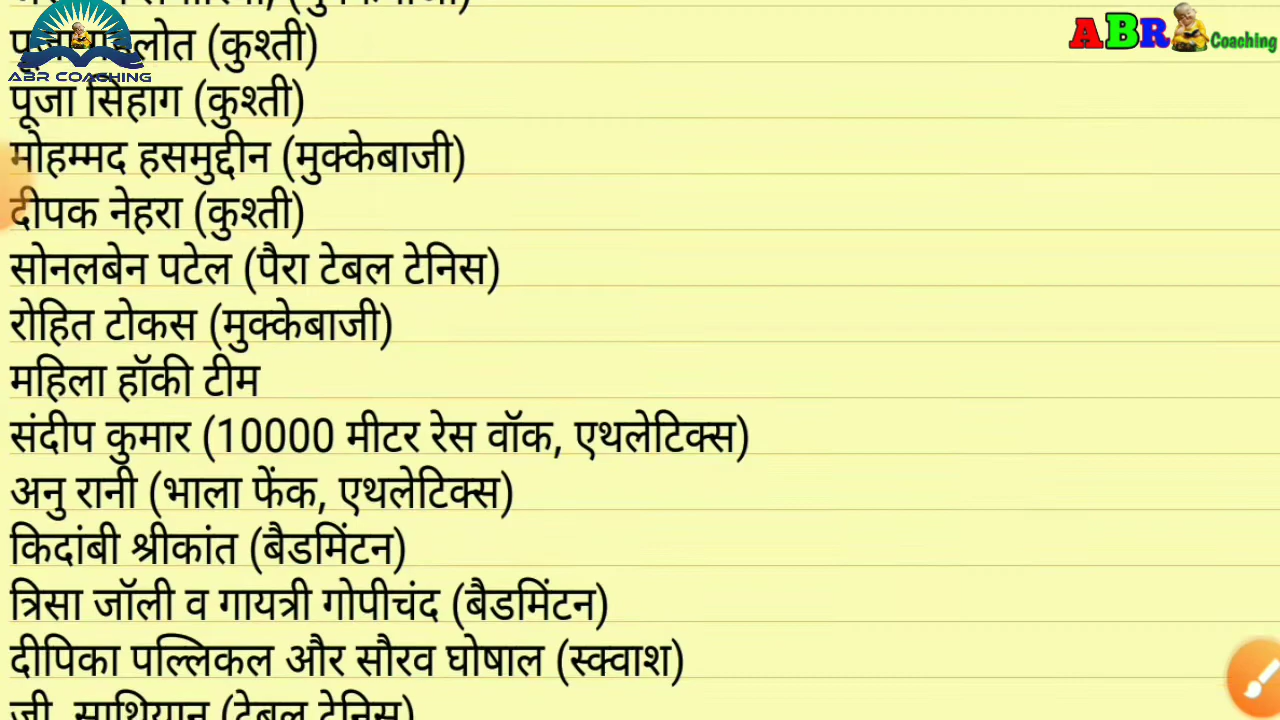 ABR Coaching
ABR COACHING
(मुक्केबाजी)
लोत (कुश्ती)
पूजा सिहाग (कुश्ती)
मोहम्मद हसमुद्दीन (मुक्केबाजी)
दीपक नेहरा (कुश्ती)
सोनलबेन पटेल (पैरा टेबल टेनिस)
रोहित टोकस (मुक्केबाजी)
महिला हॉकी टीम
संदीप कुमार (10000 मीटर रेस वॉक, एथलेटिक्स)
अनु रानी (भाला फेंक, एथलेटिक्स)
किदांबी श्रीकांत (बैडमिंटन)
त्रिसा जॉली व गायत्री गोपीचंद (बैडमिंटन)
दीपिका पल्लिकल और सौरव घोषाल (स्क्वाश)
जी. साथियान (टेबल टेनिस)